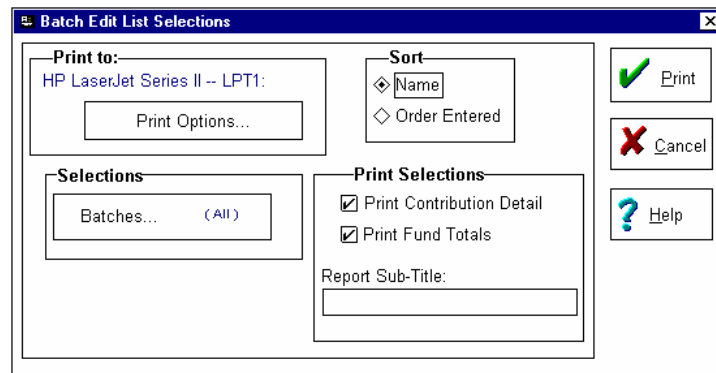 Batch Edit List Selections
Print to:
HP LaserJet Series II -- LPT1:
Print Options...
Sort
Name
Order Entered
Print
Cancel
Help
Selections
Batches... (All)
Print Selections
Print Contribution Detail
Print Fund Totals
Report Sub-Title: